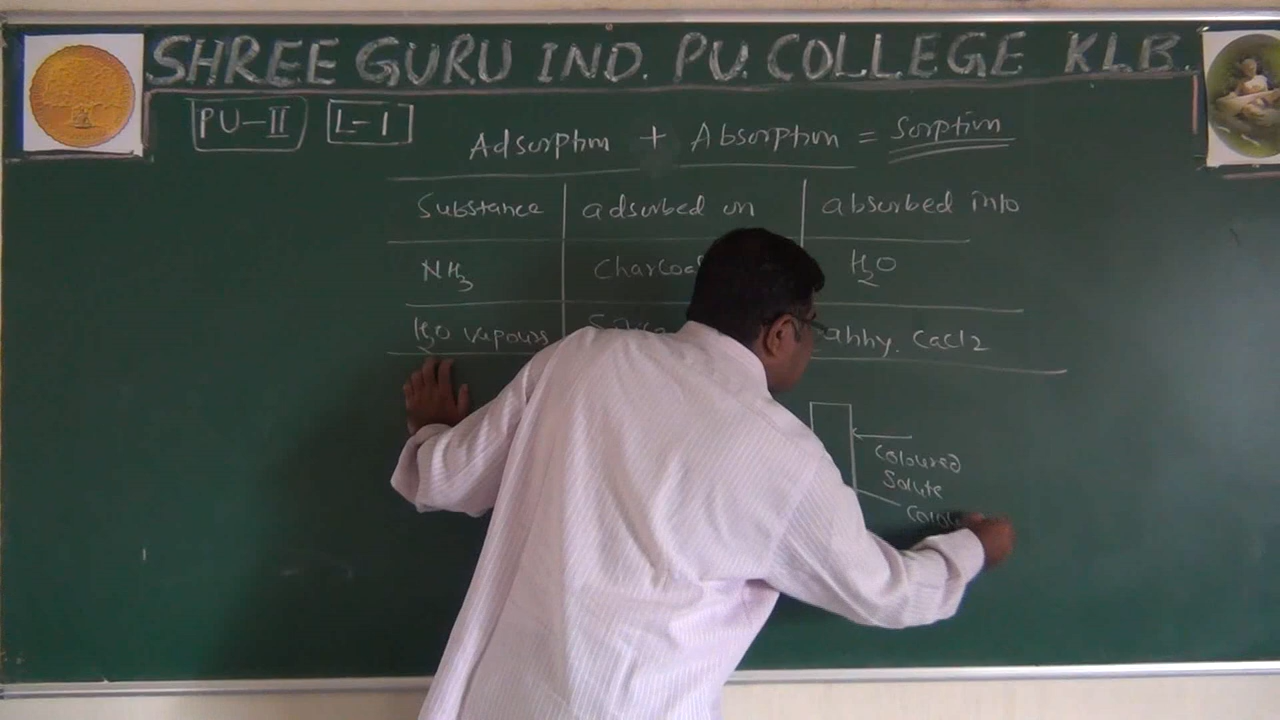 SHREE GURU IND. PU. COLLEGE KLB.
PU-II L-1
Adsorption + Absorption = Sorption
Substance adsorbed on absorbed into
NH3 H2O
H2O vapours anhy. CaCl2
Coloured
Solute